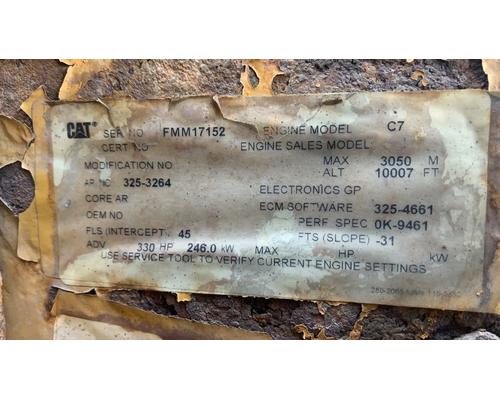 CAT® SER NO FMM17152 ENGINE MODEL C7
CERT NO ENGINE SALES MODEL
MODIFICATION NO MAX 3050 M
ALT 10007 FT
AR NO 325-3264 ELECTRONICS GP
CORE AR ECM SOFTWARE 325-4661
OEM NO PERF SPEC 0K-9461
FLS (INTERCEPT) 45 FTS (SLOPE) -31
ADV 330 HP 246.0 kW MAX HP kW
USE SERVICE TOOL TO VERIFY CURRENT ENGINE SETTINGS